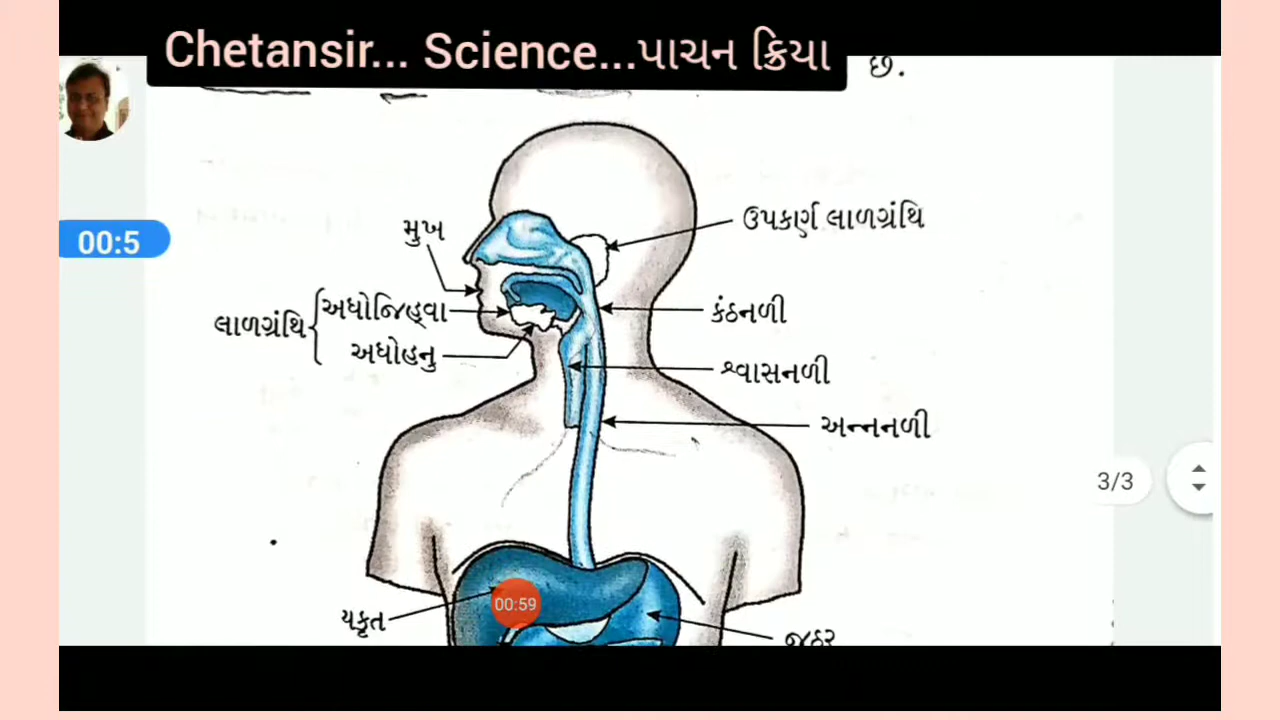 Chetansir... Science...પાચન ક્રિયા
છે.
00:5
મુખ
ઉપકર્ણ લાળગ્રંથિ
લાળગ્રંથિ
અધોજિહ્વા
અધોહનુ
કંઠનળી
શ્વાસનળી
અન્નનળી
3/3
00:59
યકૃત
જઠર